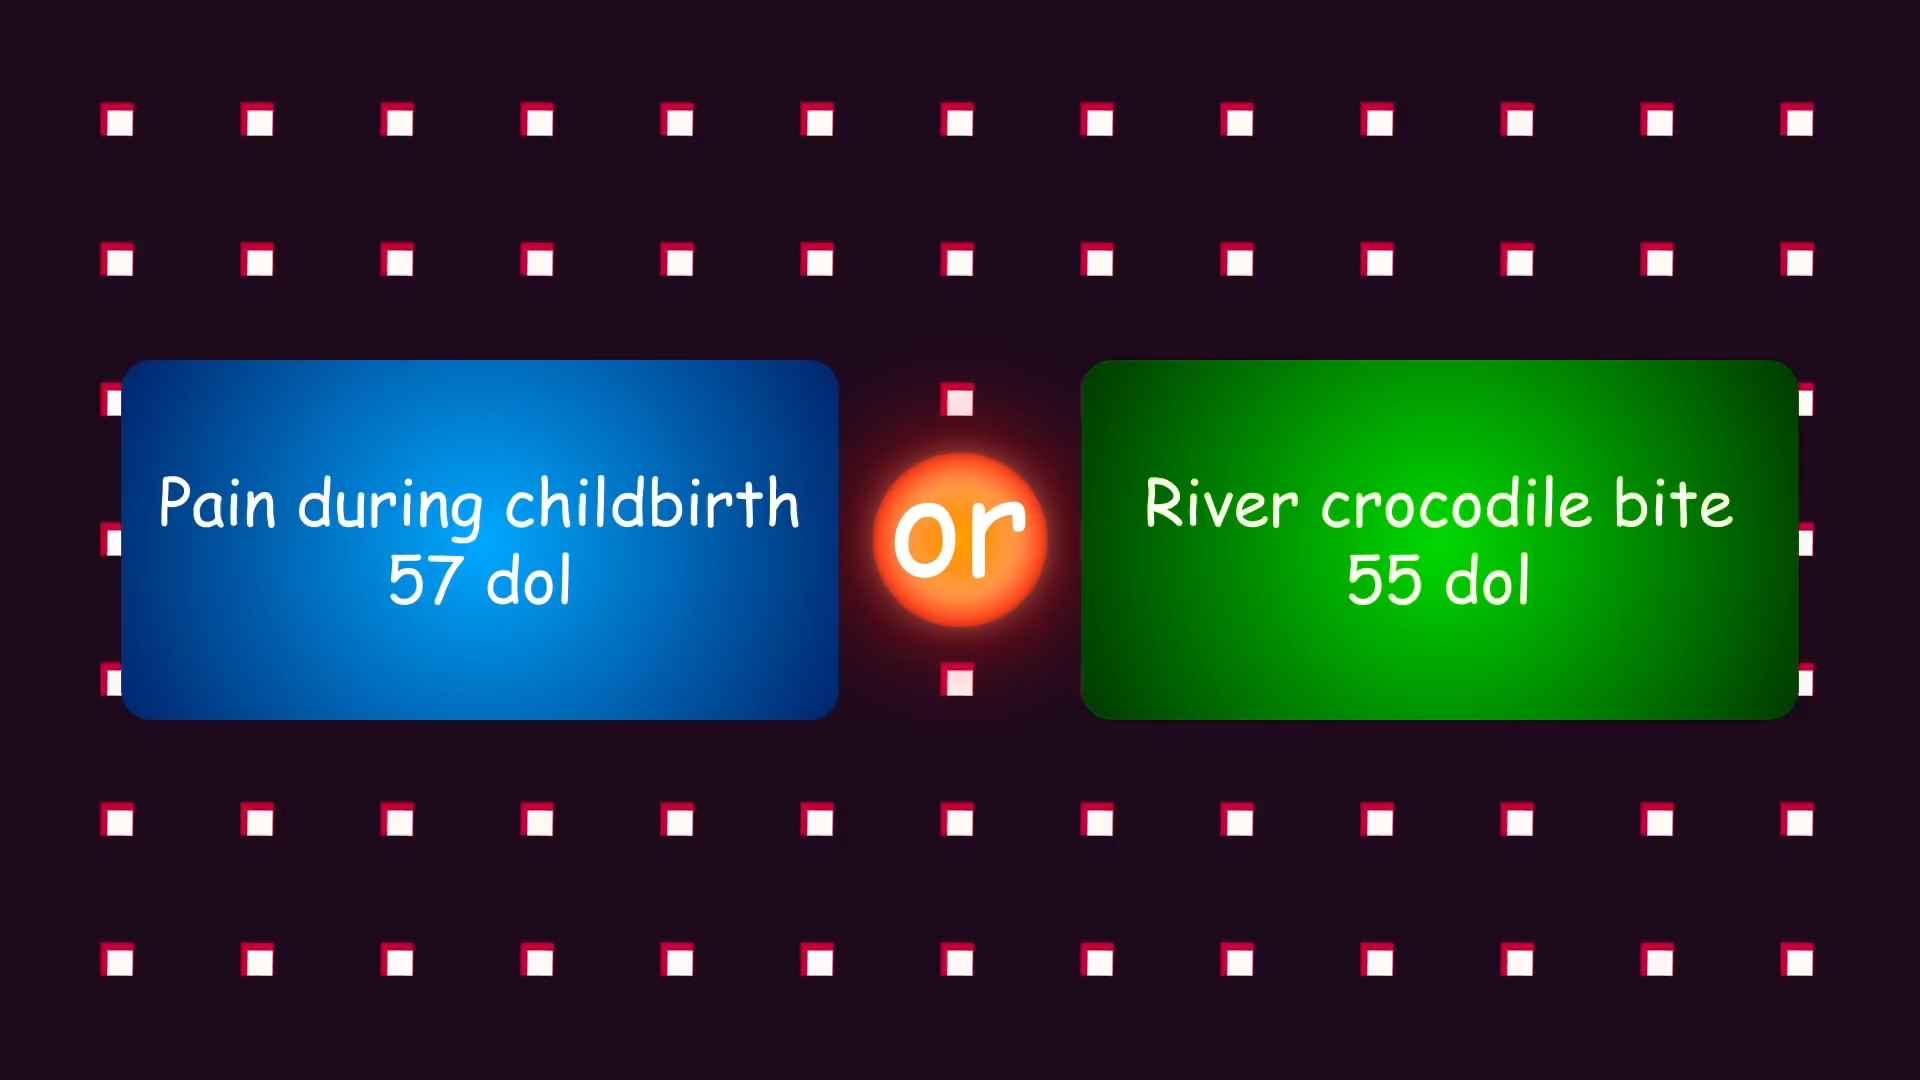 Pain during childbirth
57 dol
or
River crocodile bite
55 dol